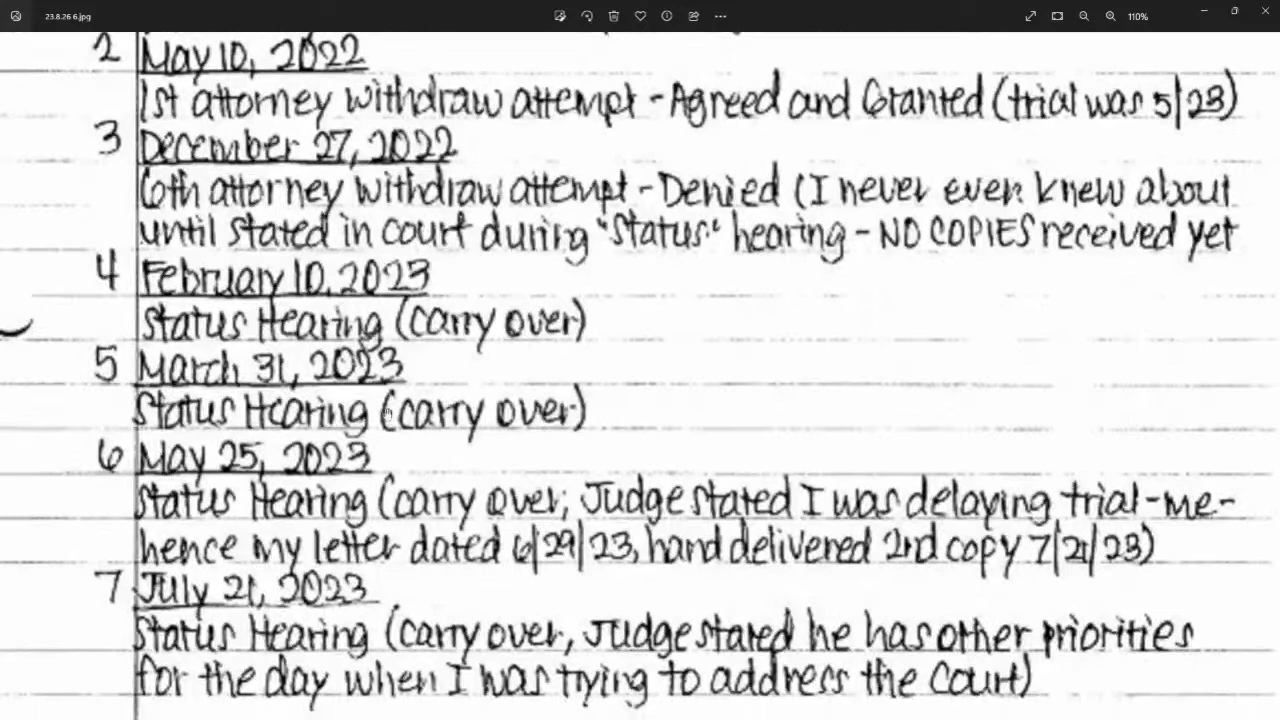 23.8.26 6.jpg
110%
2 May 10, 2022
1st attorney withdraw attempt - Agreed and Granted (trial was 5/23)
3 December 27, 2022
6th attorney withdraw attempt - Denied (I never even knew about
until stated in court during "Status" hearing - NO COPIES received yet
4 February 10, 2023
Status Hearing (carry over)
5 March 31, 2023
Status Hearing (carry over)
6 May 25, 2023
Status Hearing (carry over, Judge stated I was delaying trial-me-
hence my letter dated 6/29/23, hand delivered 2nd copy 7/21/23)
7 July 21, 2023
Status Hearing (carry over, Judge stated he has other priorities
for the day when I was trying to address the Court)